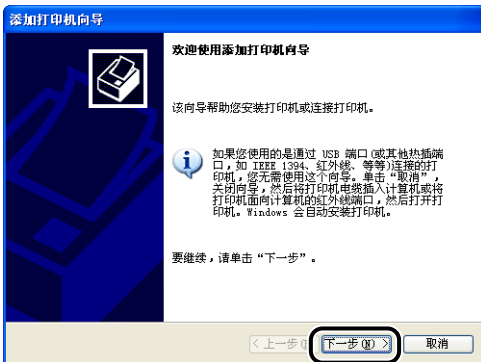 添加打印机向导
欢迎使用添加打印机向导
该向导帮助您安装打印机或连接打印机。
如果您使用的是通过 USB 端口(或其他热插端
口，如 IEEE 1394、红外线、等等)连接的打
印机，您无需使用这个向导。单击“取消”，
关闭向导，然后将打印机电缆插入计算机或将
打印机面向计算机的红外线端口，然后打开打
印机。Windows 会自动安装打印机。
要继续，请单击“下一步”。
< 上一步
下一步(N) >
取消